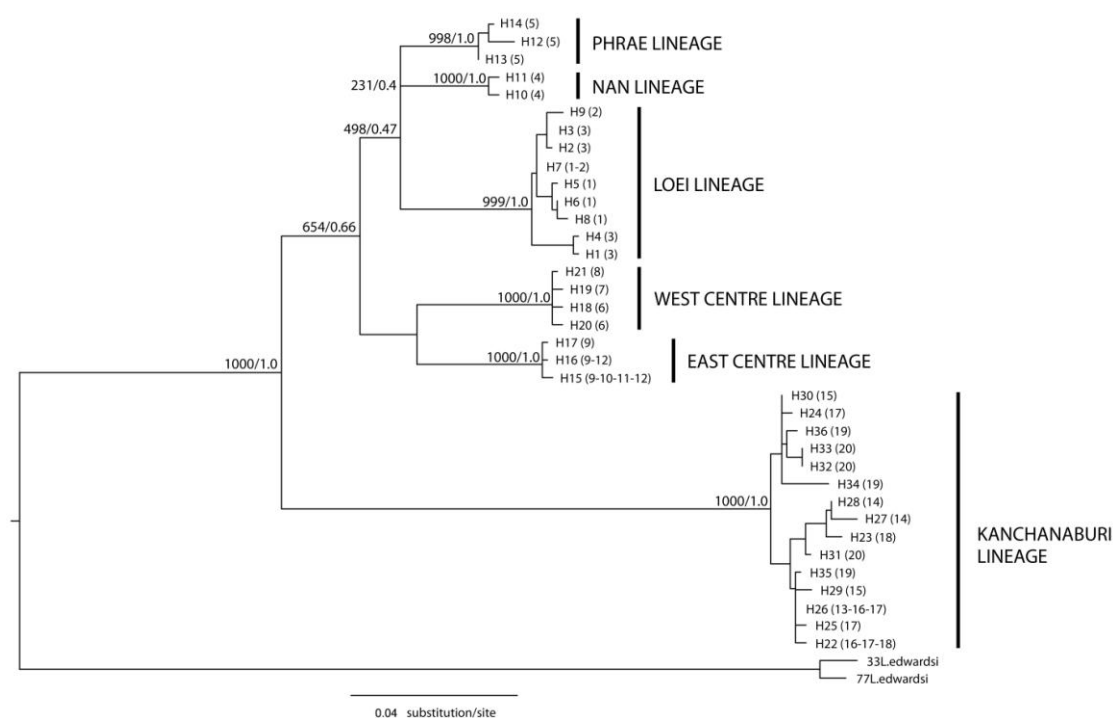 H14 (5)
998/1.0
H12 (5)
PHRAE LINEAGE
H13 (5)
231/0.4
1000/1.0
H11 (4)
NAN LINEAGE
H10 (4)
498/0.47
H9 (2)
H3 (3)
H2 (3)
H7 (1-2)
H5 (1)
LOEI LINEAGE
999/1.0
H6 (1)
H8 (1)
654/0.66
H4 (3)
H1 (3)
H21 (8)
1000/1.0
H19 (7)
WEST CENTRE LINEAGE
H18 (6)
H20 (6)
H17 (9)
1000/1.0
H16 (9-12)
EAST CENTRE LINEAGE
1000/1.0
H15 (9-10-11-12)
H30 (15)
H24 (17)
H36 (19)
H33 (20)
H32 (20)
H34 (19)
1000/1.0
H28 (14)
H27 (14)
H23 (18)
KANCHANABURI
LINEAGE
H31 (20)
H35 (19)
H29 (15)
H26 (13-16-17)
H25 (17)
H22 (16-17-18)
33L.edwardsi
77L.edwardsi
0.04 substitution/site